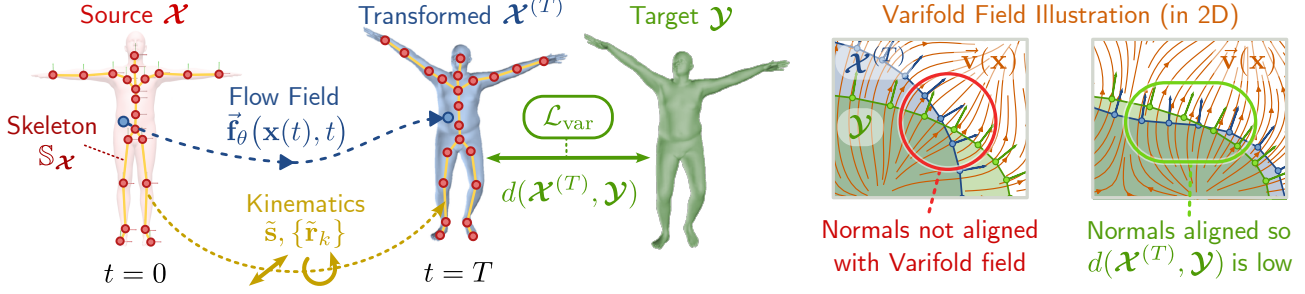 Source 𝓧
Transformed 𝓧^(T)
Target 𝓨
Varifold Field Illustration (in 2D)
Skeleton
𝕊_𝓧
Flow Field
f⃗_θ(x(t), t)
Kinematics
s̃, {r̃_k}
ℒ_var
d(𝓧^(T), 𝓨)
t = 0
t = T
𝓧^(T)
v⃗(x)
𝓨
Normals not aligned
with Varifold field
v⃗(x)
Normals aligned so
d(𝓧^(T), 𝓨) is low